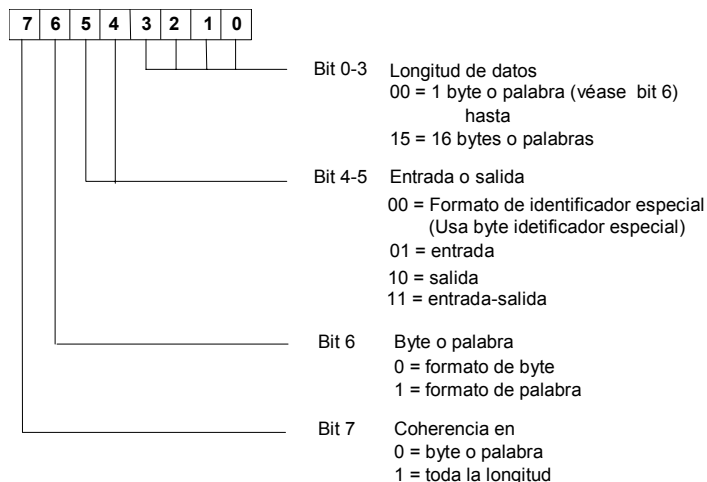 7 6 5 4 3 2 1 0
Bit 0-3 Longitud de datos
00 = 1 byte o palabra (véase bit 6)
hasta
15 = 16 bytes o palabras
Bit 4-5 Entrada o salida
00 = Formato de identificador especial
(Usa byte idetificador especial)
01 = entrada
10 = salida
11 = entrada-salida
Bit 6 Byte o palabra
0 = formato de byte
1 = formato de palabra
Bit 7 Coherencia en
0 = byte o palabra
1 = toda la longitud